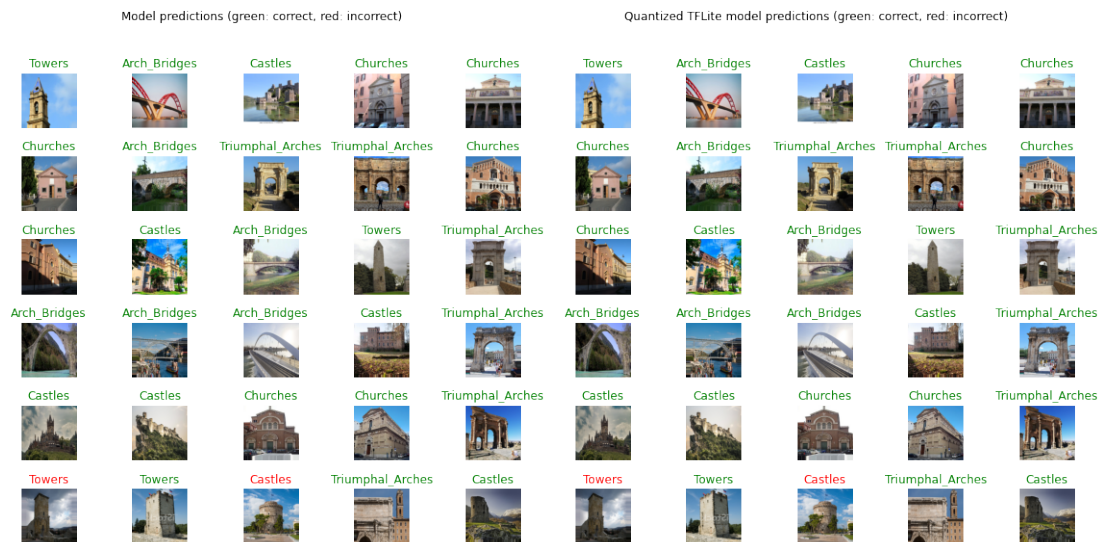 Model predictions (green: correct, red: incorrect)
Towers Arch_Bridges Castles Churches Churches
Churches Arch_Bridges Triumphal_Arches Triumphal_Arches Churches
Churches Castles Arch_Bridges Towers Triumphal_Arches
Arch_Bridges Arch_Bridges Arch_Bridges Castles Triumphal_Arches
Castles Castles Churches Churches Triumphal_Arches
Towers Towers Castles Triumphal_Arches Castles
Quantized TFLite model predictions (green: correct, red: incorrect)
Towers Arch_Bridges Castles Churches Churches
Churches Arch_Bridges Triumphal_Arches Triumphal_Arches Churches
Churches Castles Arch_Bridges Towers Triumphal_Arches
Arch_Bridges Arch_Bridges Arch_Bridges Castles Triumphal_Arches
Castles Castles Churches Churches Triumphal_Arches
Towers Towers Castles Triumphal_Arches Castles